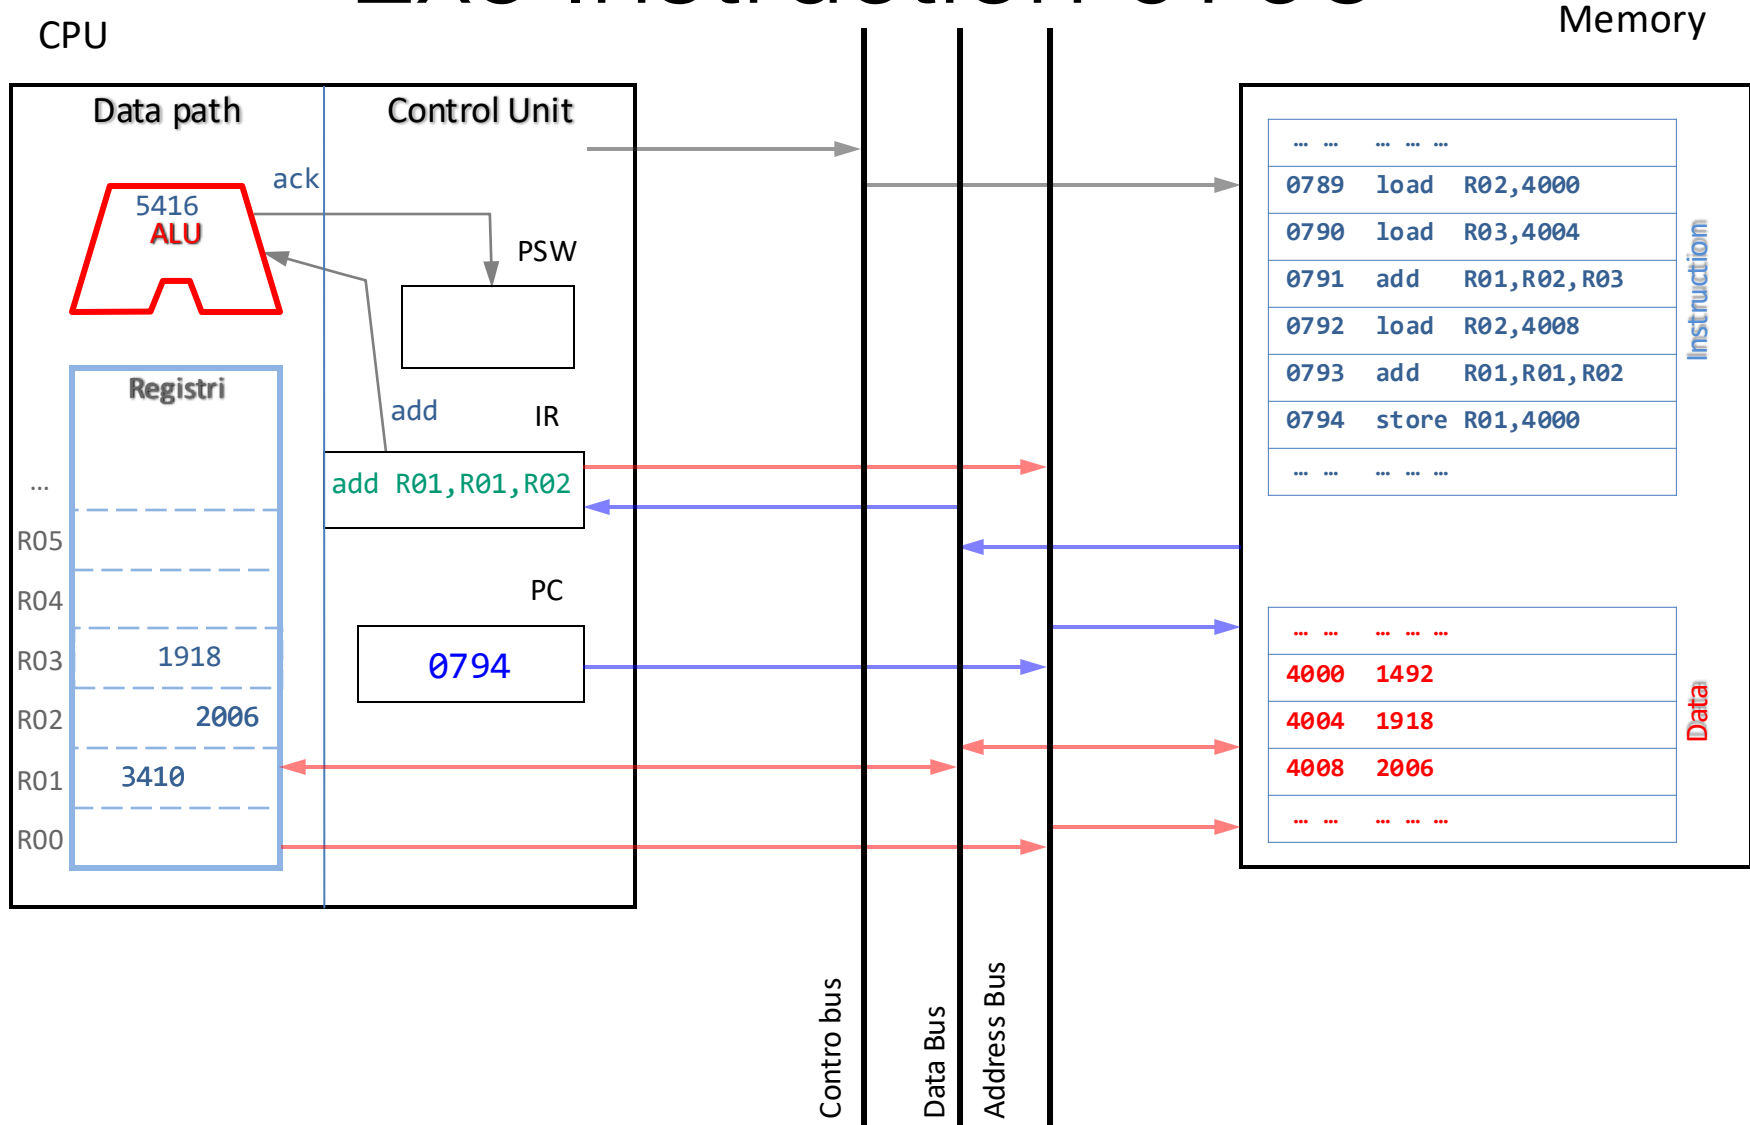 CPU
Memory
Data path
Control Unit
ack
5416
ALU
PSW
add
IR
add R01,R01,R02
PC
0794
Registri
…
R05
R04
R03 1918
R02 2006
R01 3410
R00
Contro bus
Data Bus
Address Bus
… … … … …
0789 load R02,4000
0790 load R03,4004
0791 add R01,R02,R03
0792 load R02,4008
0793 add R01,R01,R02
0794 store R01,4000
… … … … …
Instruction
… … … … …
4000 1492
4004 1918
4008 2006
… … … … …
Data